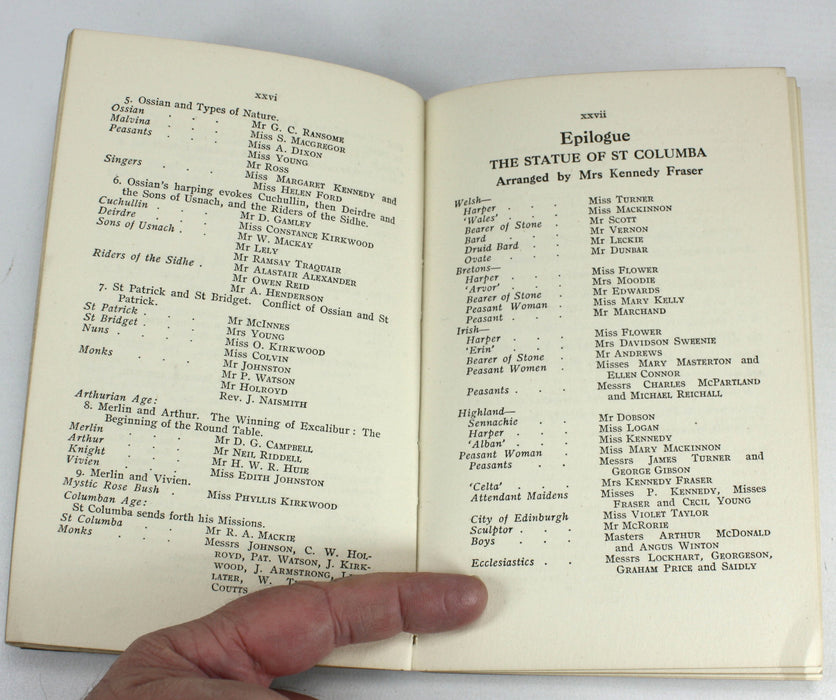 xxvi
5. Ossian and Types of Nature.
Ossian . . . Mr G. C. Ransome
Malvina . . . Miss S. Macgregor
Peasants . . . Miss A. Dixon
Miss Young
Mr Ross
Singers . . . Miss Margaret Kennedy and
Miss Helen Ford
6. Ossian's harping evokes Cuchullin, then Deirdre and
the Sons of Usnach, and the Riders of the Sidhe.
Cuchullin . . . Mr D. Gamley
Deirdre . . . Miss Constance Kirkwood
Sons of Usnach . . Mr W. Mackay
Mr Lely
Mr Ramsay Traquair
Riders of the Sidhe . Mr Alastair Alexander
Mr Owen Reid
Mr A. Henderson
7. St Patrick and St Bridget. Conflict of Ossian and St
Patrick.
St Patrick . . . Mr McInnes
St Bridget . . . Mrs Young
Nuns . . . Miss O. Kirkwood
Miss Colvin
Monks . . . Mr Johnston
Mr P. Watson
Mr Holroyd
Rev. J. Naismith
Arthurian Age:
8. Merlin and Arthur. The Winning of Excalibur: The
Beginning of the Round Table.
Merlin . . . Mr D. G. Campbell
Arthur . . . Mr Neil Riddell
Knight . . . Mr H. W. R. Huie
Vivien . . . Miss Edith Johnston
9. Merlin and Vivien.
Mystic Rose Bush . Miss Phyllis Kirkwood
Columban Age:
St Columba sends forth his Missions.
St Columba . . Mr R. A. Mackie
Monks . . . Messrs Johnson, C. W. Hol-
royd, Pat. Watson, J. Kirk-
wood, J. Armstrong,
later, W.
Coutts
xxvii
Epilogue
THE STATUE OF ST COLUMBA
Arranged by Mrs Kennedy Fraser
Welsh—
Harper . . . Miss Turner
'Wales' . . . Miss Mackinnon
Bearer of Stone . Mr Scott
Bard . . . Mr Vernon
Druid Bard . . Mr Leckie
Ovate . . . Mr Dunbar
Bretons—
Harper . . . Miss Flower
'Arvor' . . . Mrs Moodie
Bearer of Stone . Mr Edwards
Peasant Woman . Miss Mary Kelly
Peasant . . . Mr Marchand
Irish—
Harper . . . Miss Flower
'Erin' . . . Mrs Davidson Sweenie
Bearer of Stone . Mr Andrews
Peasant Women . Misses Mary Masterton and
Ellen Connor
Peasants . . Messrs Charles McPartland
and Michael Reichall
Highland—
Sennachie . . Mr Dobson
Harper . . . Miss Logan
'Alban' . . . Miss Kennedy
Peasant Woman . Miss Mary Mackinnon
Peasants . . Messrs James Turner and
George Gibson
'Celta' . . . Mrs Kennedy Fraser
Attendant Maidens Misses P. Kennedy, Misses
Fraser and Cecil Young
City of Edinburgh Miss Violet Taylor
Sculptor . . . Mr McRorie
Boys . . . Masters Arthur McDonald
and Angus Winton
Ecclesiastics . . Messrs Lockhart, Georgeson,
Graham Price and Saidly